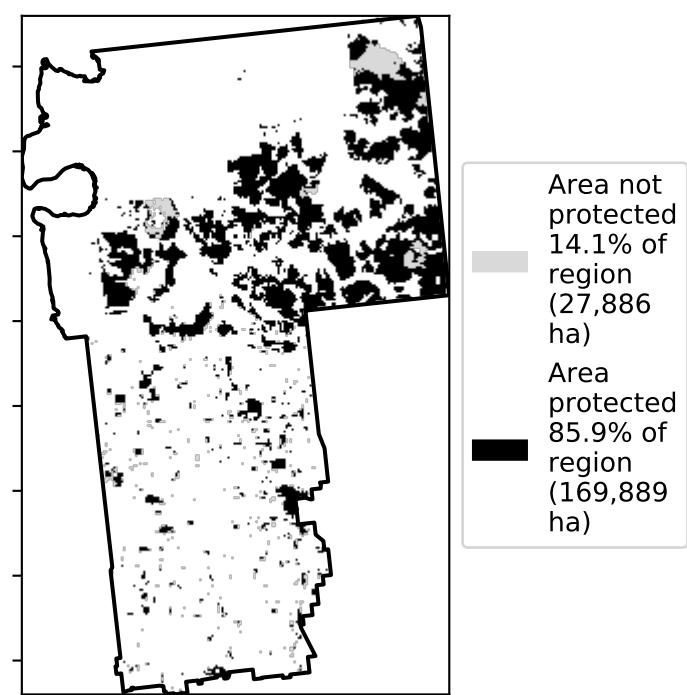 Area not
protected
14.1% of
region
(27,886
ha)
Area
protected
85.9% of
region
(169,889
ha)